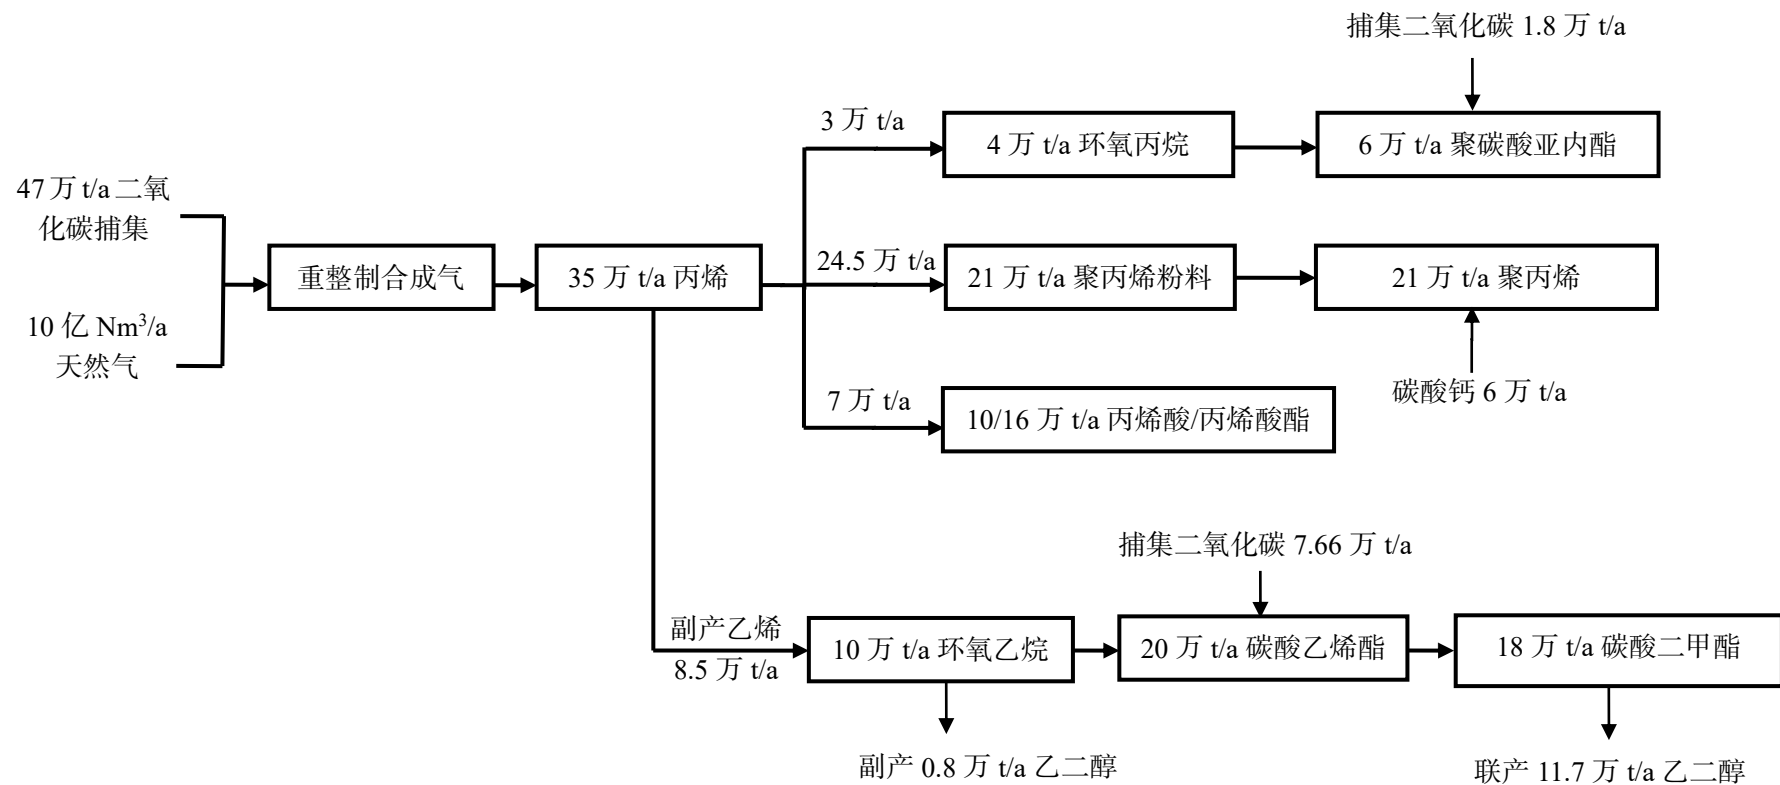 捕集二氧化碳 1.8 万 t/a
3 万 t/a
4 万 t/a 环氧丙烷
6 万 t/a 聚碳酸亚内酯
47 万 t/a 二氧
化碳捕集
重整制合成气
35 万 t/a 丙烯
24.5 万 t/a
21 万 t/a 聚丙烯粉料
21 万 t/a 聚丙烯
10 亿 Nm³/a
天然气
7 万 t/a
10/16 万 t/a 丙烯酸/丙烯酸酯
碳酸钙 6 万 t/a
捕集二氧化碳 7.66 万 t/a
副产乙烯
8.5 万 t/a
10 万 t/a 环氧乙烷
20 万 t/a 碳酸乙烯酯
18 万 t/a 碳酸二甲酯
副产 0.8 万 t/a 乙二醇
联产 11.7 万 t/a 乙二醇